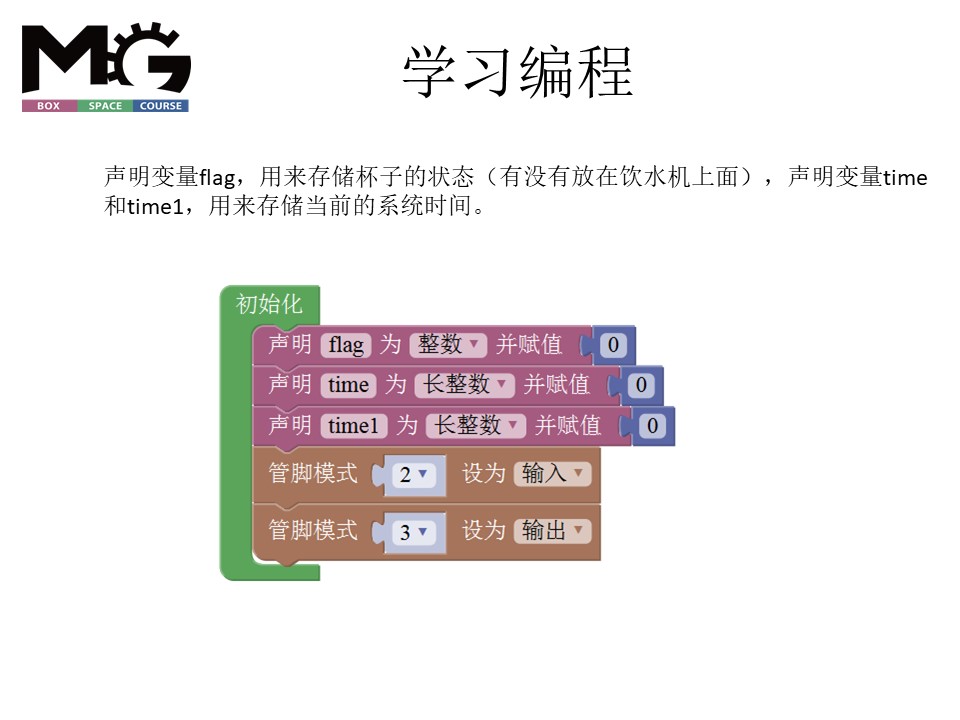 MG
BOX SPACE COURSE
学习编程
声明变量flag，用来存储杯子的状态（有没有放在饮水机上面），声明变量time
和time1，用来存储当前的系统时间。
初始化
声明 flag 为 整数 并赋值 0
声明 time 为 长整数 并赋值 0
声明 time1 为 长整数 并赋值 0
管脚模式 2 设为 输入
管脚模式 3 设为 输出